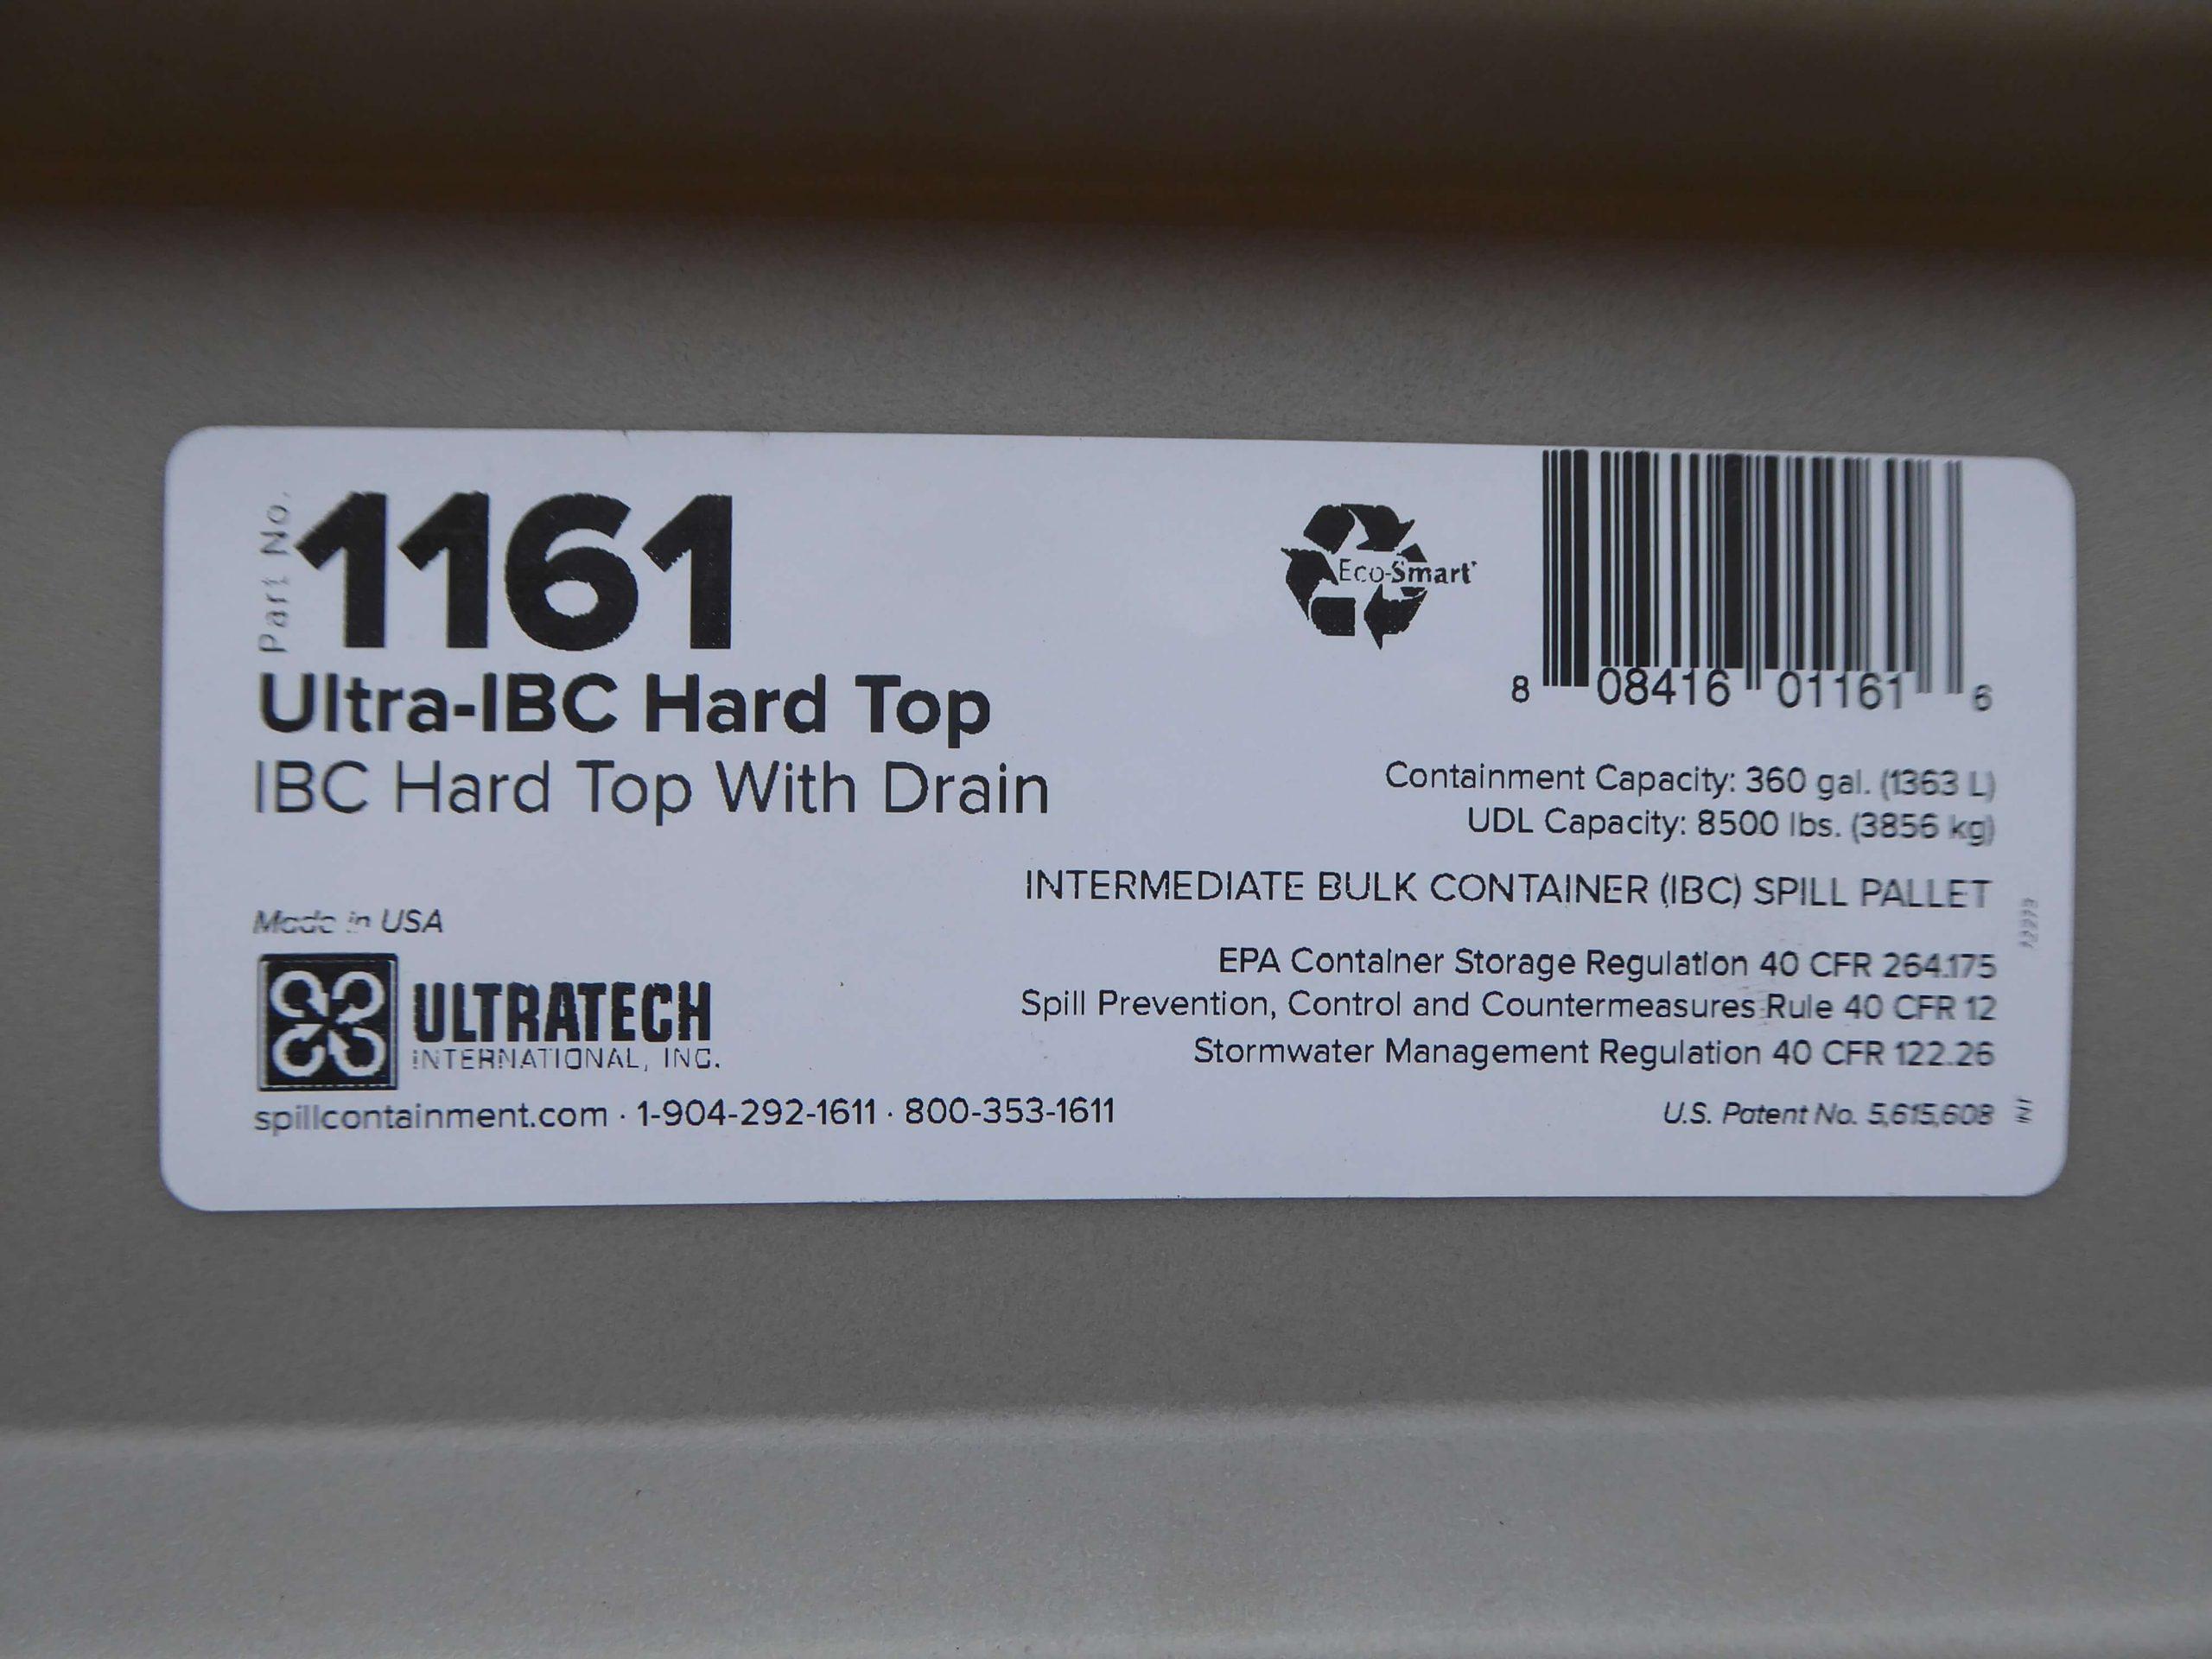 Part No.
1161
Ultra-IBC Hard Top
IBC Hard Top With Drain
Made in USA
ULTRATECH
INTERNATIONAL, INC.
spillcontainment.com · 1-904-292-1611 · 800-353-1611
Eco-Smart
8 08416 01161 6
Containment Capacity: 360 gal. (1363 L)
UDL Capacity: 8500 lbs. (3856 kg)
INTERMEDIATE BULK CONTAINER (IBC) SPILL PALLET
EPA Container Storage Regulation 40 CFR 264.175
Spill Prevention, Control and Countermeasures Rule 40 CFR 12
Stormwater Management Regulation 40 CFR 122.26
U.S. Patent No. 5,615,608